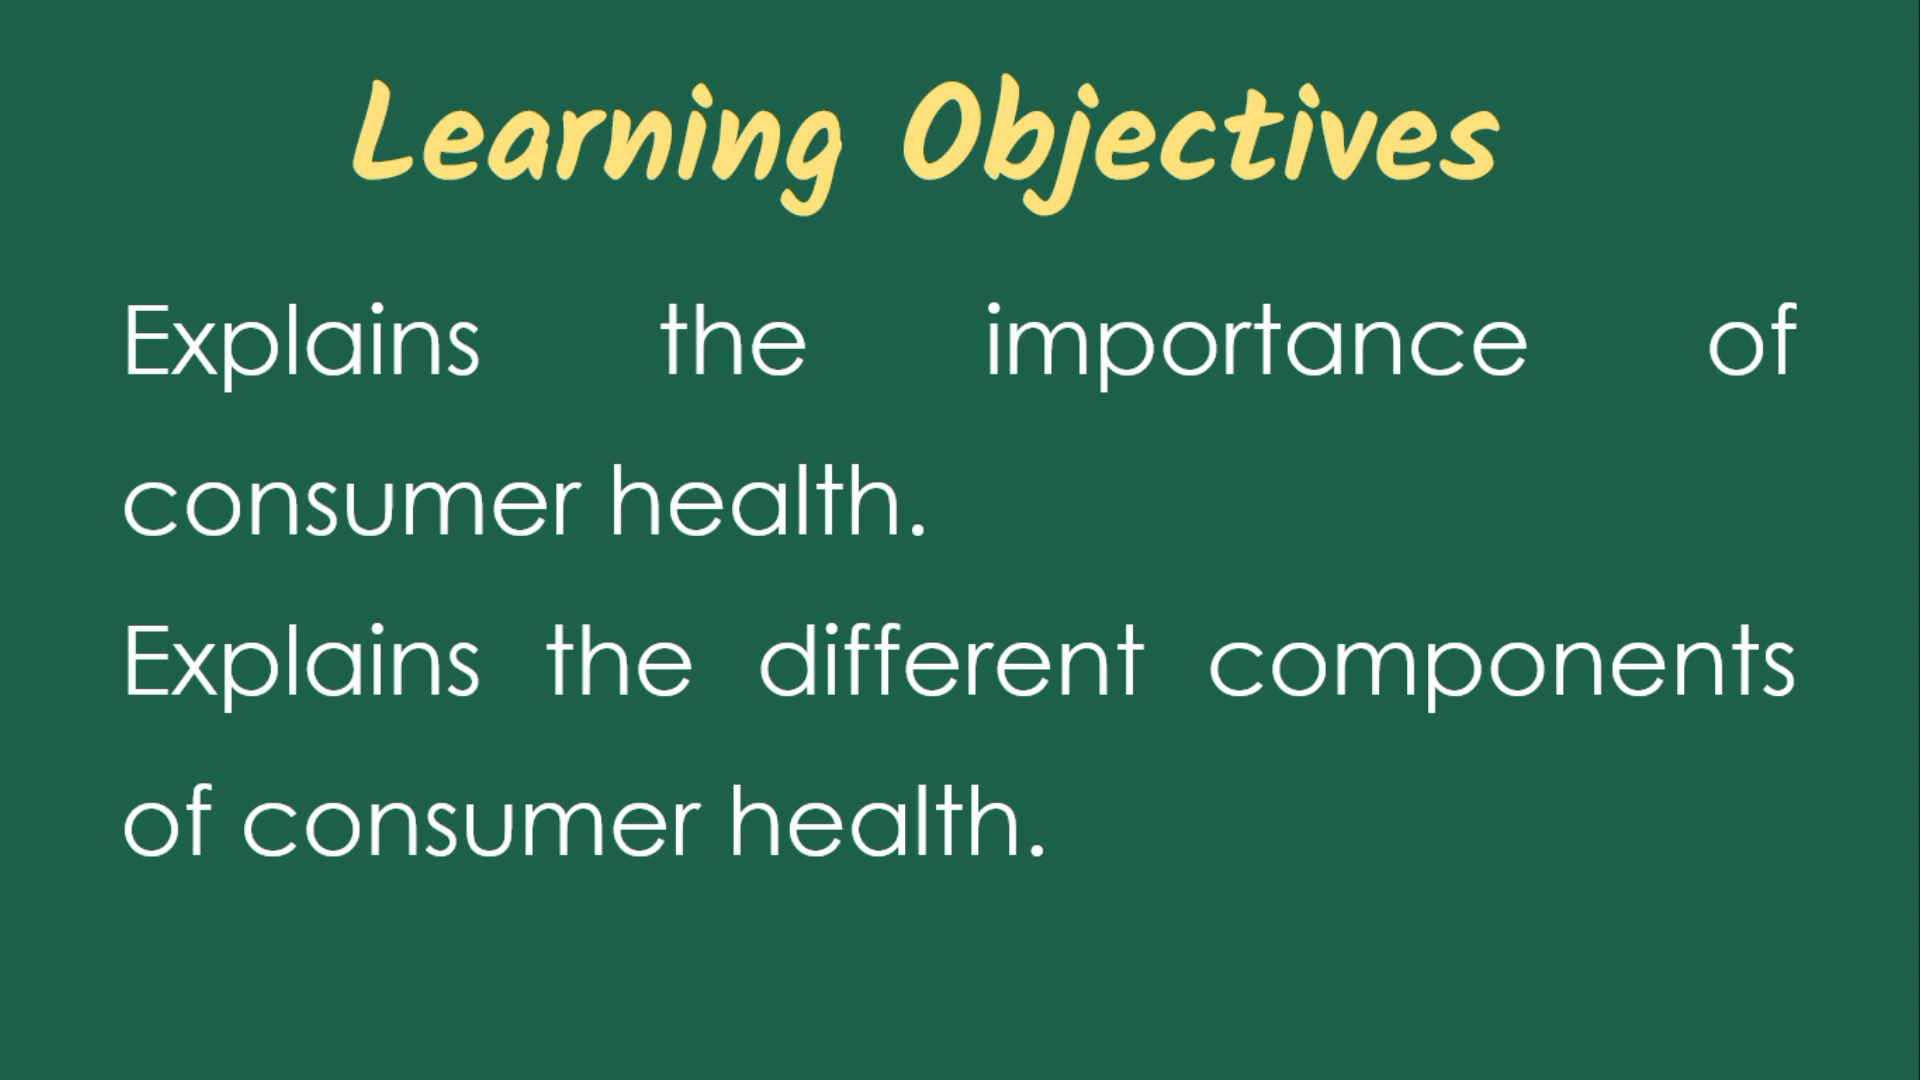 Learning Objectives
Explains the importance of
consumer health.
Explains the different components
of consumer health.